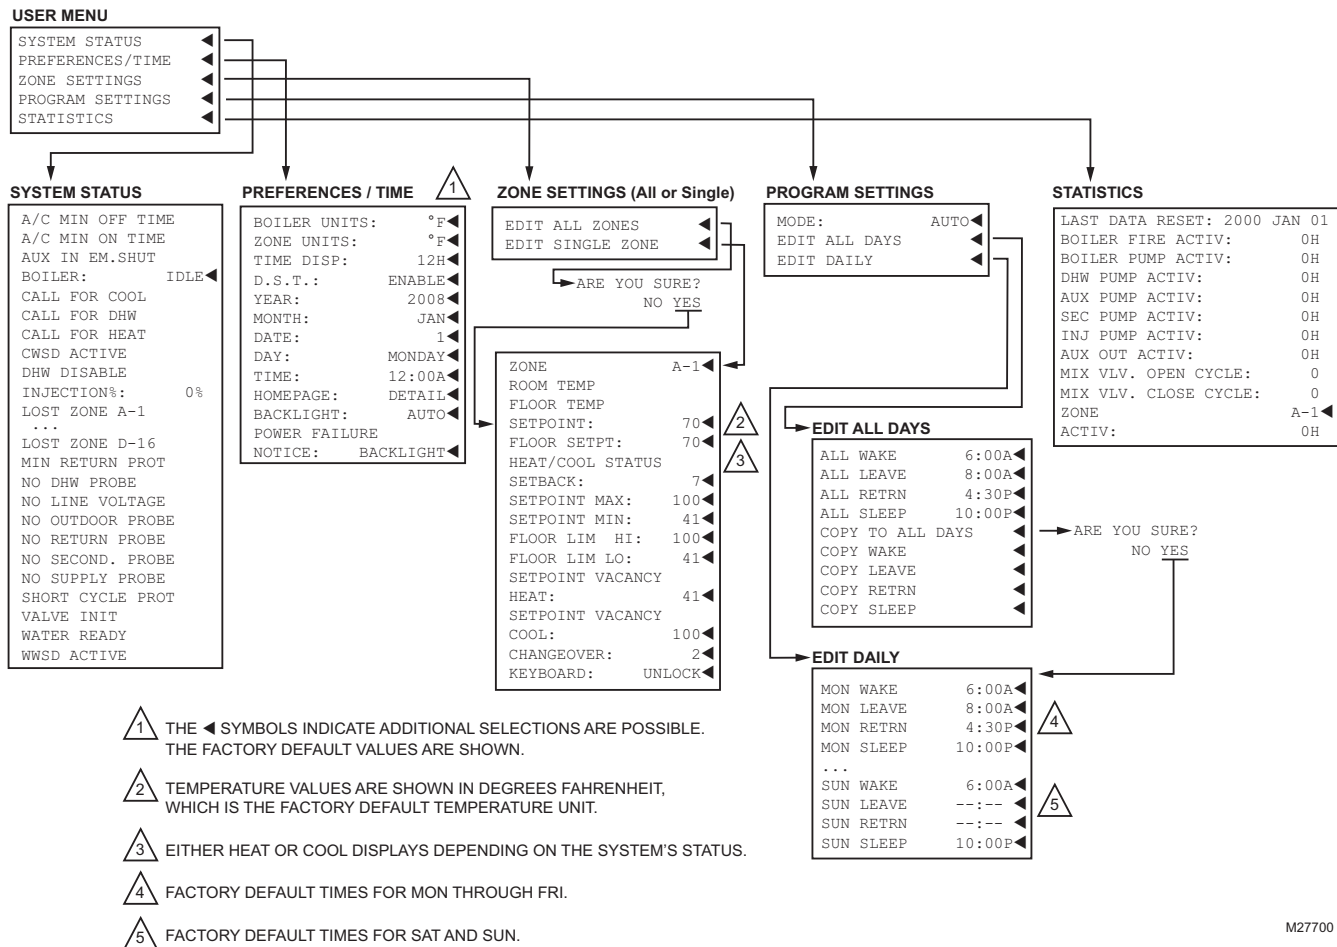 USER MENU
SYSTEM STATUS ◀
PREFERENCES/TIME ◀
ZONE SETTINGS ◀
PROGRAM SETTINGS ◀
STATISTICS ◀
SYSTEM STATUS
A/C MIN OFF TIME
A/C MIN ON TIME
AUX IN EM.SHUT
BOILER: IDLE◀
CALL FOR COOL
CALL FOR DHW
CALL FOR HEAT
CWSD ACTIVE
DHW DISABLE
INJECTION%: 0%
LOST ZONE A-1
...
LOST ZONE D-16
MIN RETURN PROT
NO DHW PROBE
NO LINE VOLTAGE
NO OUTDOOR PROBE
NO RETURN PROBE
NO SECOND. PROBE
NO SUPPLY PROBE
SHORT CYCLE PROT
VALVE INIT
WATER READY
WWSD ACTIVE
PREFERENCES / TIME
1
BOILER UNITS: °F◀
ZONE UNITS: °F◀
TIME DISP: 12H◀
D.S.T.: ENABLE◀
YEAR: 2008◀
MONTH: JAN◀
DATE: 1◀
DAY: MONDAY◀
TIME: 12:00A◀
HOMEPAGE: DETAIL◀
BACKLIGHT: AUTO◀
POWER FAILURE
NOTICE: BACKLIGHT◀
ZONE SETTINGS (All or Single)
EDIT ALL ZONES ◀
EDIT SINGLE ZONE ◀
ARE YOU SURE?
NO YES
ZONE A-1◀
ROOM TEMP
FLOOR TEMP
SETPOINT: 70◀
2
FLOOR SETPT: 70◀
HEAT/COOL STATUS
3
SETBACK: 7◀
SETPOINT MAX: 100◀
SETPOINT MIN: 41◀
FLOOR LIM HI: 100◀
FLOOR LIM LO: 41◀
SETPOINT VACANCY
HEAT: 41◀
SETPOINT VACANCY
COOL: 100◀
CHANGEOVER: 2◀
KEYBOARD: UNLOCK◀
PROGRAM SETTINGS
MODE: AUTO◀
EDIT ALL DAYS ◀
EDIT DAILY ◀
EDIT ALL DAYS
ALL WAKE 6:00A◀
ALL LEAVE 8:00A◀
ALL RETRN 4:30P◀
ALL SLEEP 10:00P◀
COPY TO ALL DAYS ◀
COPY WAKE ◀
COPY LEAVE ◀
COPY RETRN ◀
COPY SLEEP ◀
ARE YOU SURE?
NO YES
EDIT DAILY
MON WAKE 6:00A◀
MON LEAVE 8:00A◀
MON RETRN 4:30P◀
4
MON SLEEP 10:00P◀
...
SUN WAKE 6:00A◀
SUN LEAVE --:-- ◀
5
SUN RETRN --:-- ◀
SUN SLEEP 10:00P◀
STATISTICS
LAST DATA RESET: 2000 JAN 01
BOILER FIRE ACTIV: 0H
BOILER PUMP ACTIV: 0H
DHW PUMP ACTIV: 0H
AUX PUMP ACTIV: 0H
SEC PUMP ACTIV: 0H
INJ PUMP ACTIV: 0H
AUX OUT ACTIV: 0H
MIX VLV. OPEN CYCLE: 0
MIX VLV. CLOSE CYCLE: 0
ZONE A-1◀
ACTIV: 0H
1 THE ◀ SYMBOLS INDICATE ADDITIONAL SELECTIONS ARE POSSIBLE.
THE FACTORY DEFAULT VALUES ARE SHOWN.
2 TEMPERATURE VALUES ARE SHOWN IN DEGREES FAHRENHEIT,
WHICH IS THE FACTORY DEFAULT TEMPERATURE UNIT.
3 EITHER HEAT OR COOL DISPLAYS DEPENDING ON THE SYSTEM'S STATUS.
4 FACTORY DEFAULT TIMES FOR MON THROUGH FRI.
5 FACTORY DEFAULT TIMES FOR SAT AND SUN.
M27700